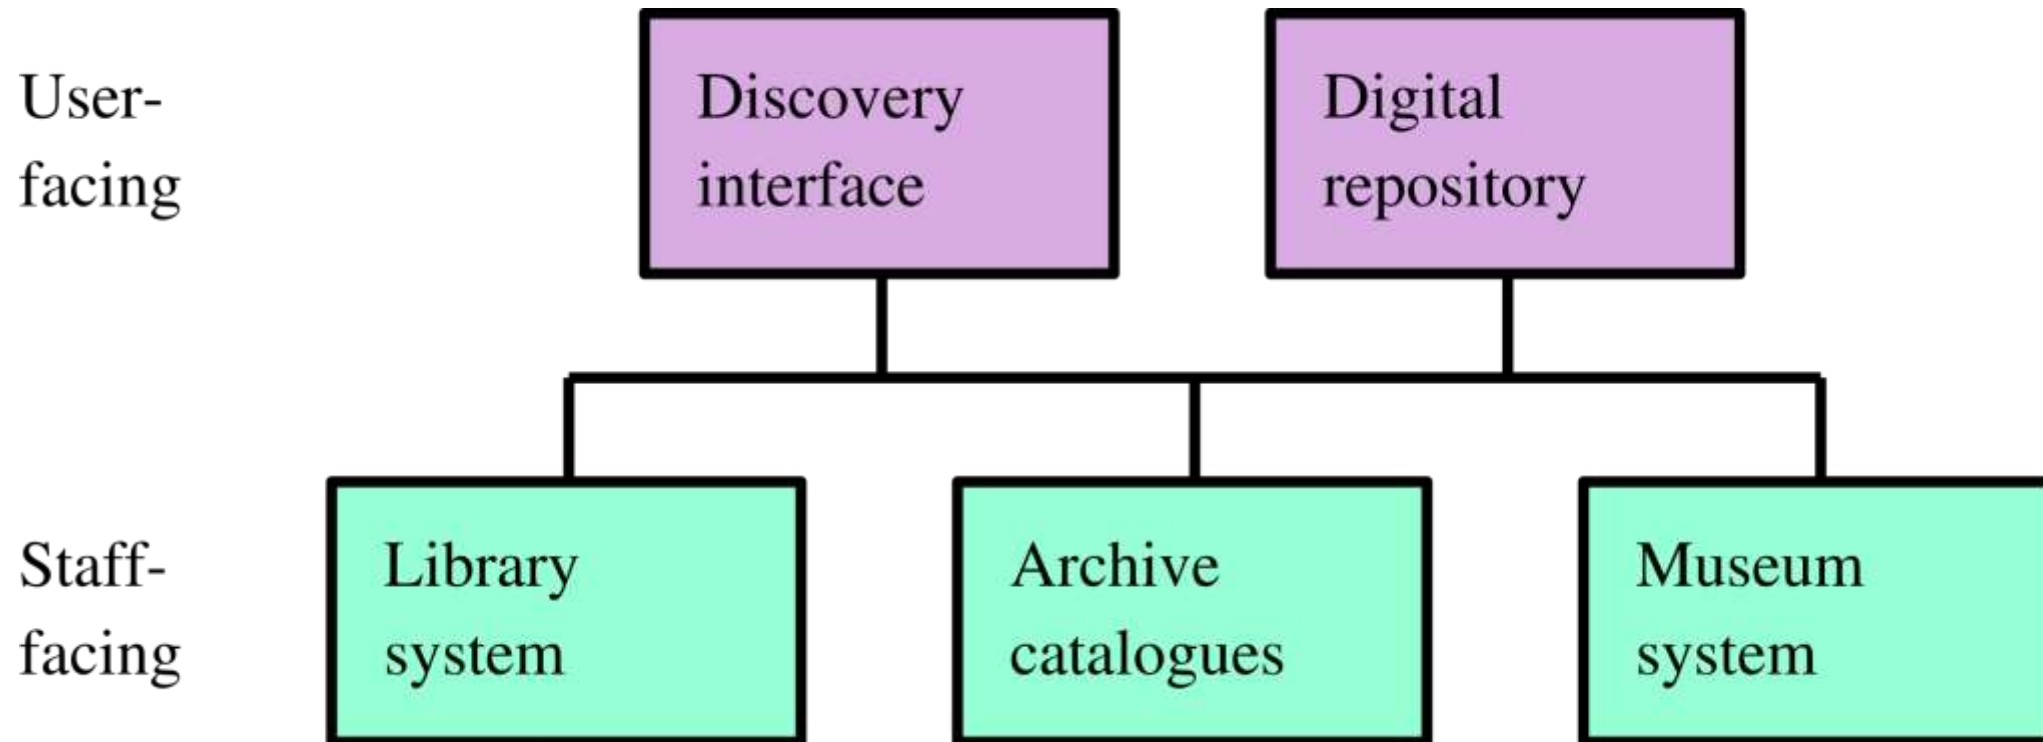 User-
facing
Discovery
interface
Digital
repository
Staff-
facing
Library
system
Archive
catalogues
Museum
system